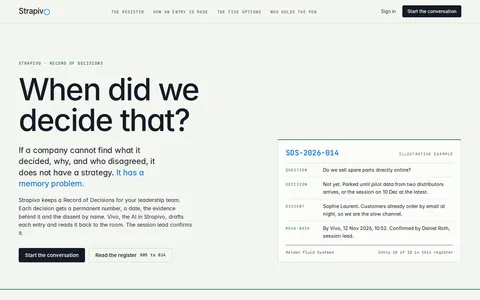 Strapivo
THE REGISTER HOW AN ENTRY IS MADE THE FIVE OPTIONS WHO HOLDS THE PEN
Sign in
Start the conversation
STRAPIVO · RECORD OF DECISIONS
When did we
decide that?
If a company cannot find what it
decided, why, and who disagreed, it
does not have a strategy. It has a
memory problem.
Strapivo keeps a Record of Decisions for your leadership team.
Each decision gets a permanent number, a date, the evidence
behind it and the dissent by name. Vivo, the AI in Strapivo, drafts
each entry and reads it back to the room. The session lead confirms
it.
Start the conversation
Read the register 005 to 014
SDS-2026-014
ILLUSTRATIVE EXAMPLE
QUESTION Do we sell spare parts directly online?
DECISION Not yet. Parked until pilot data from two distributors
arrives, or the session on 10 Dec at the latest.
DISSENT Sophie Laurent. Customers already order by email at
night, so we are the slow channel.
READ-BACK By Vivo, 12 Nov 2026, 10:52. Confirmed by Daniel Roth,
session lead.
Halden Fluid Systems
Entry 10 of 10 in this register